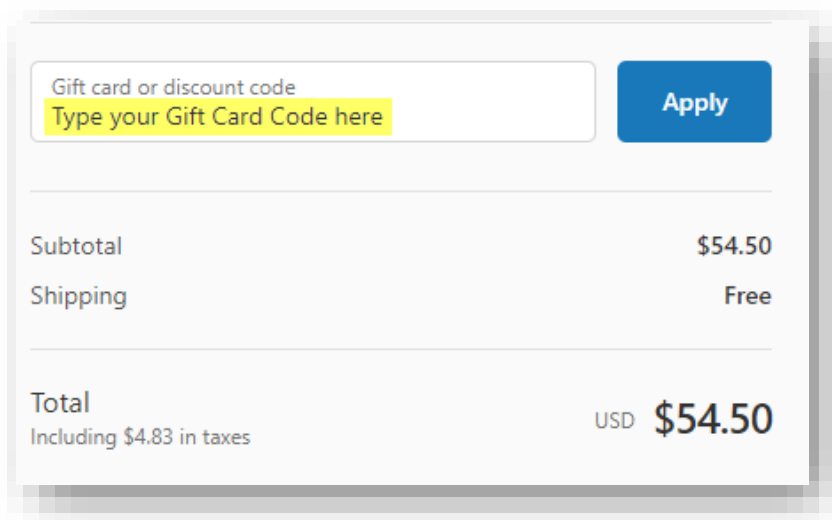 Gift card or discount code
Type your Gift Card Code here
Apply
Subtotal $54.50
Shipping Free
Total
Including $4.83 in taxes
USD $54.50